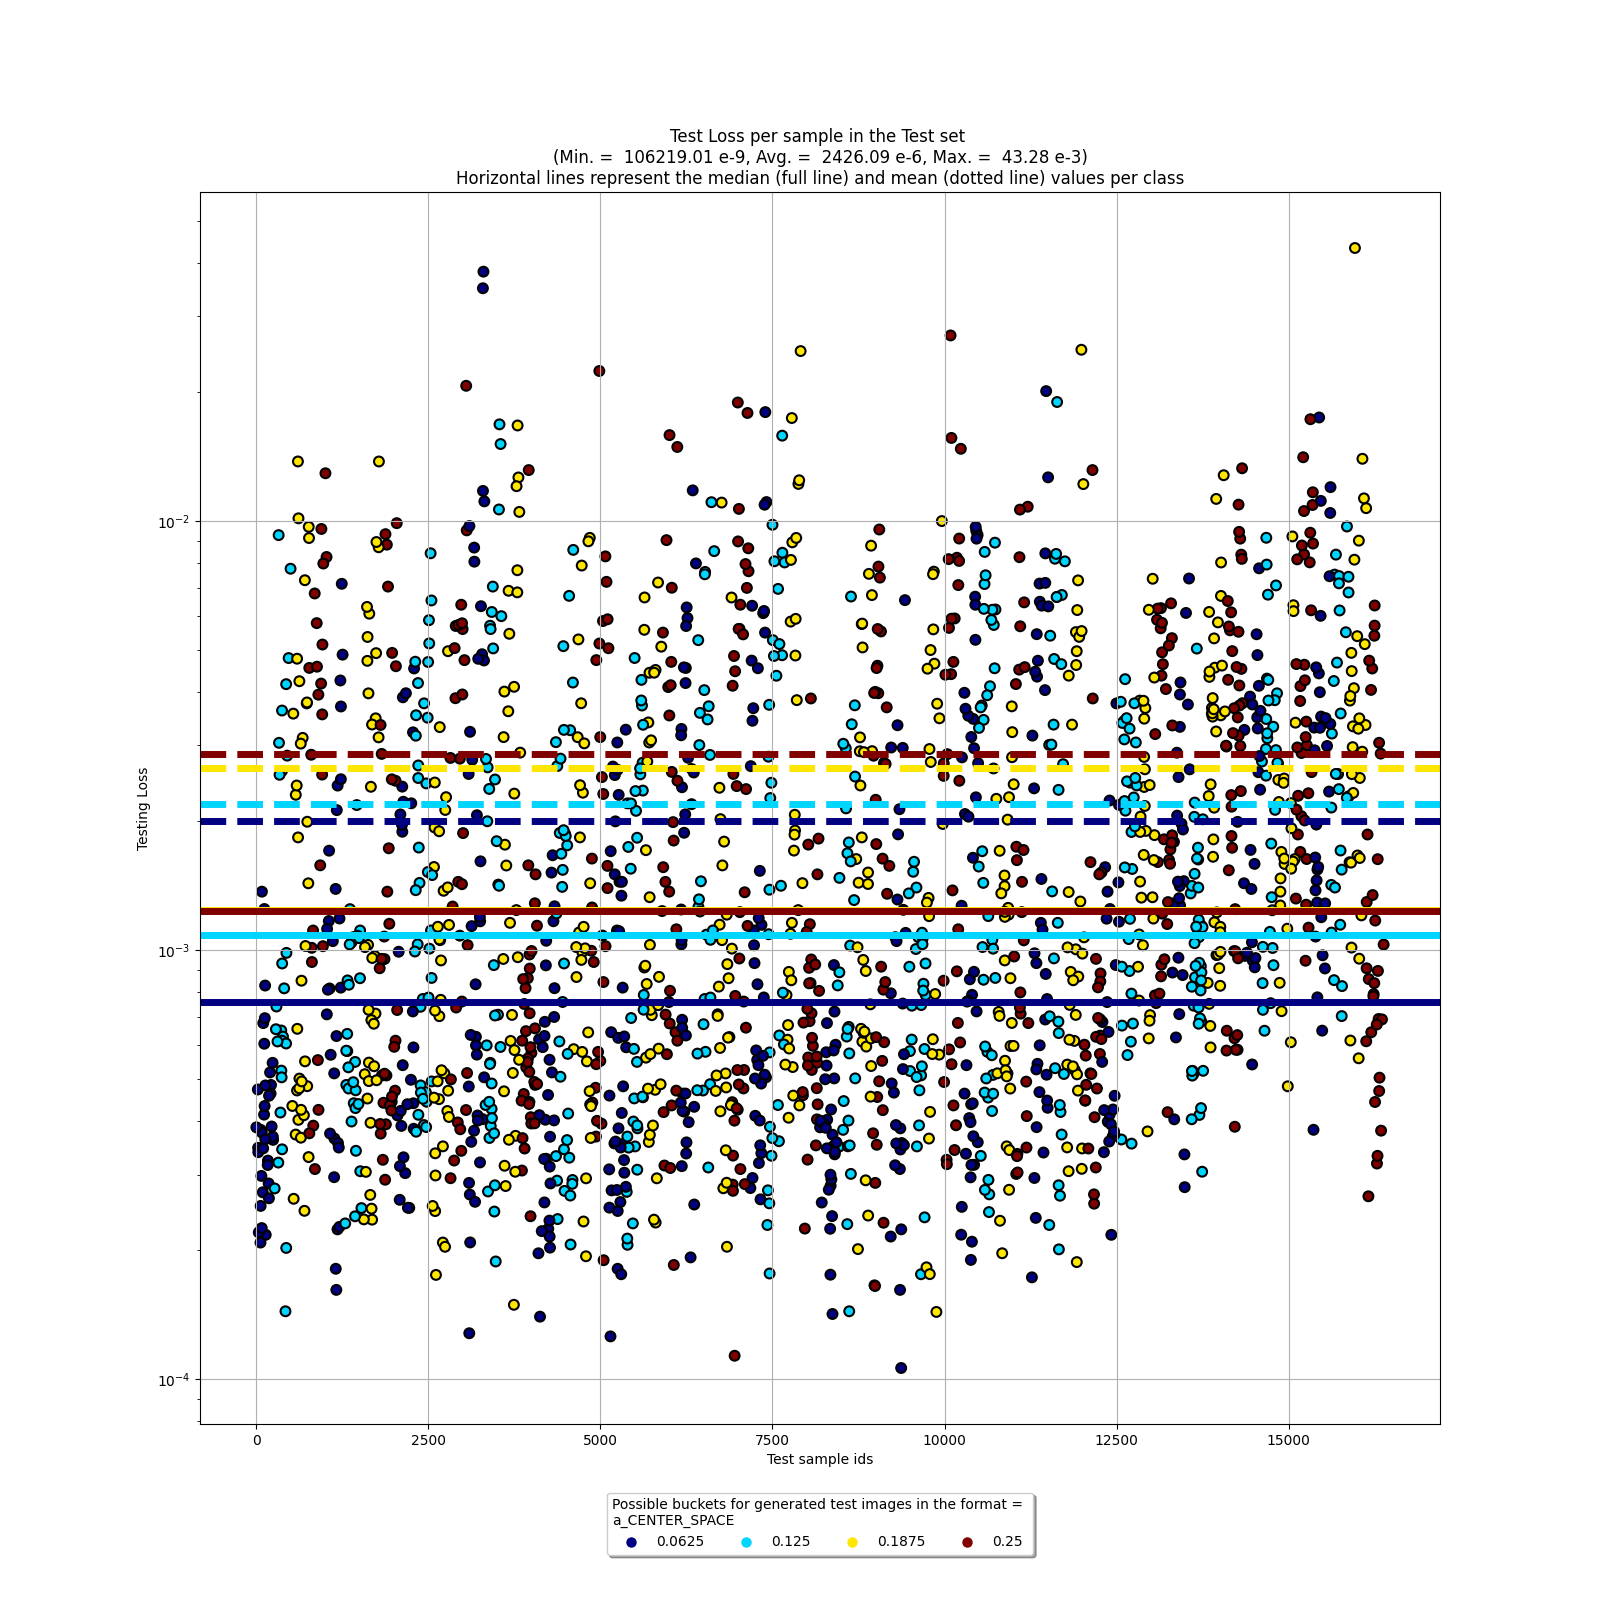 Test Loss per sample in the Test set
(Min. =  106219.01 e-9, Avg. =  2426.09 e-6, Max. =  43.28 e-3)
Horizontal lines represent the median (full line) and mean (dotted line) values per class
Testing Loss
10⁻²
10⁻³
10⁻⁴
0 2500 5000 7500 10000 12500 15000
Test sample ids
Possible buckets for generated test images in the format =
a_CENTER_SPACE
0.0625 0.125 0.1875 0.25